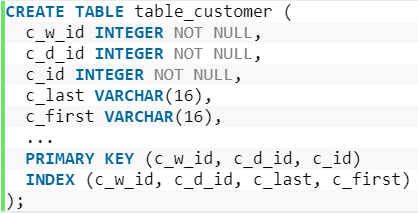 CREATE TABLE table_customer (
  c_w_id INTEGER NOT NULL,
  c_d_id INTEGER NOT NULL,
  c_id INTEGER NOT NULL,
  c_last VARCHAR(16),
  c_first VARCHAR(16),
  ...
  PRIMARY KEY (c_w_id, c_d_id, c_id)
  INDEX (c_w_id, c_d_id, c_last, c_first)
);